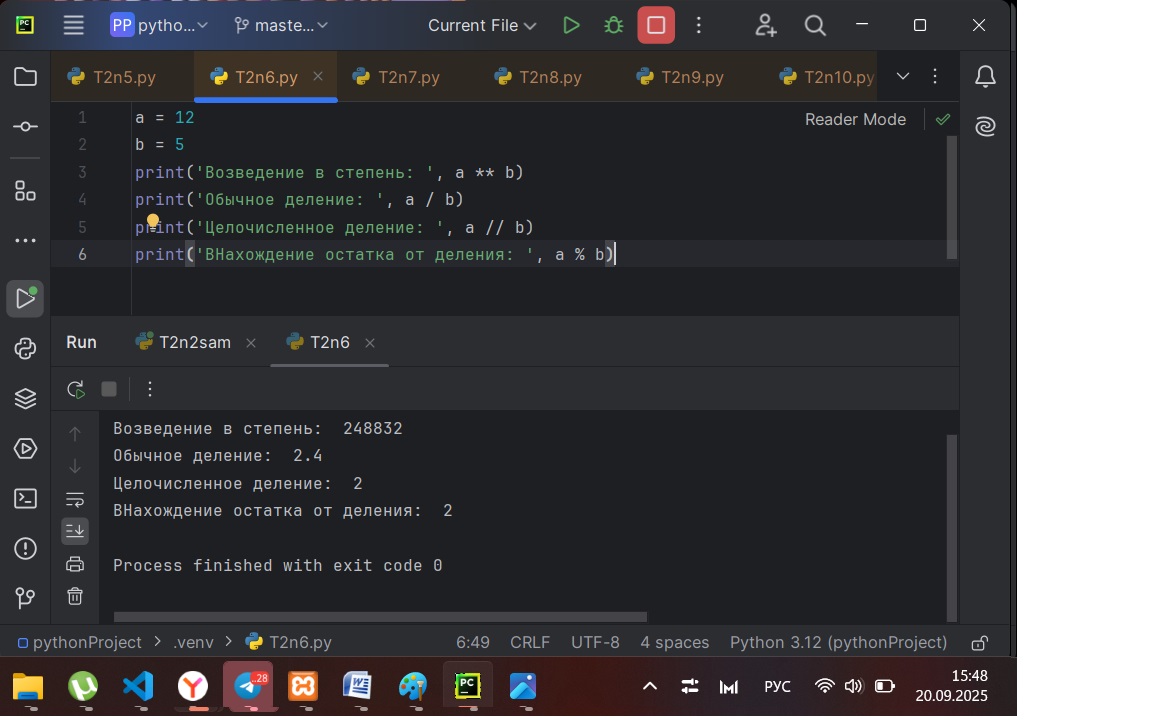 PC PP pytho... maste... Current File
T2n5.py T2n6.py T2n7.py T2n8.py T2n9.py T2n10.py
Reader Mode
1 a = 12
2 b = 5
3 print('Возведение в степень: ', a ** b)
4 print('Обычное деление: ', a / b)
5 print('Целочисленное деление: ', a // b)
6 print('ВНахождение остатка от деления: ', a % b)
Run T2n2sam T2n6
Возведение в степень:  248832
Обычное деление:  2.4
Целочисленное деление:  2
ВНахождение остатка от деления:  2
Process finished with exit code 0
pythonProject > .venv > T2n6.py 6:49 CRLF UTF-8 4 spaces Python 3.12 (pythonProject)
28 PC РУС 15:48
20.09.2025